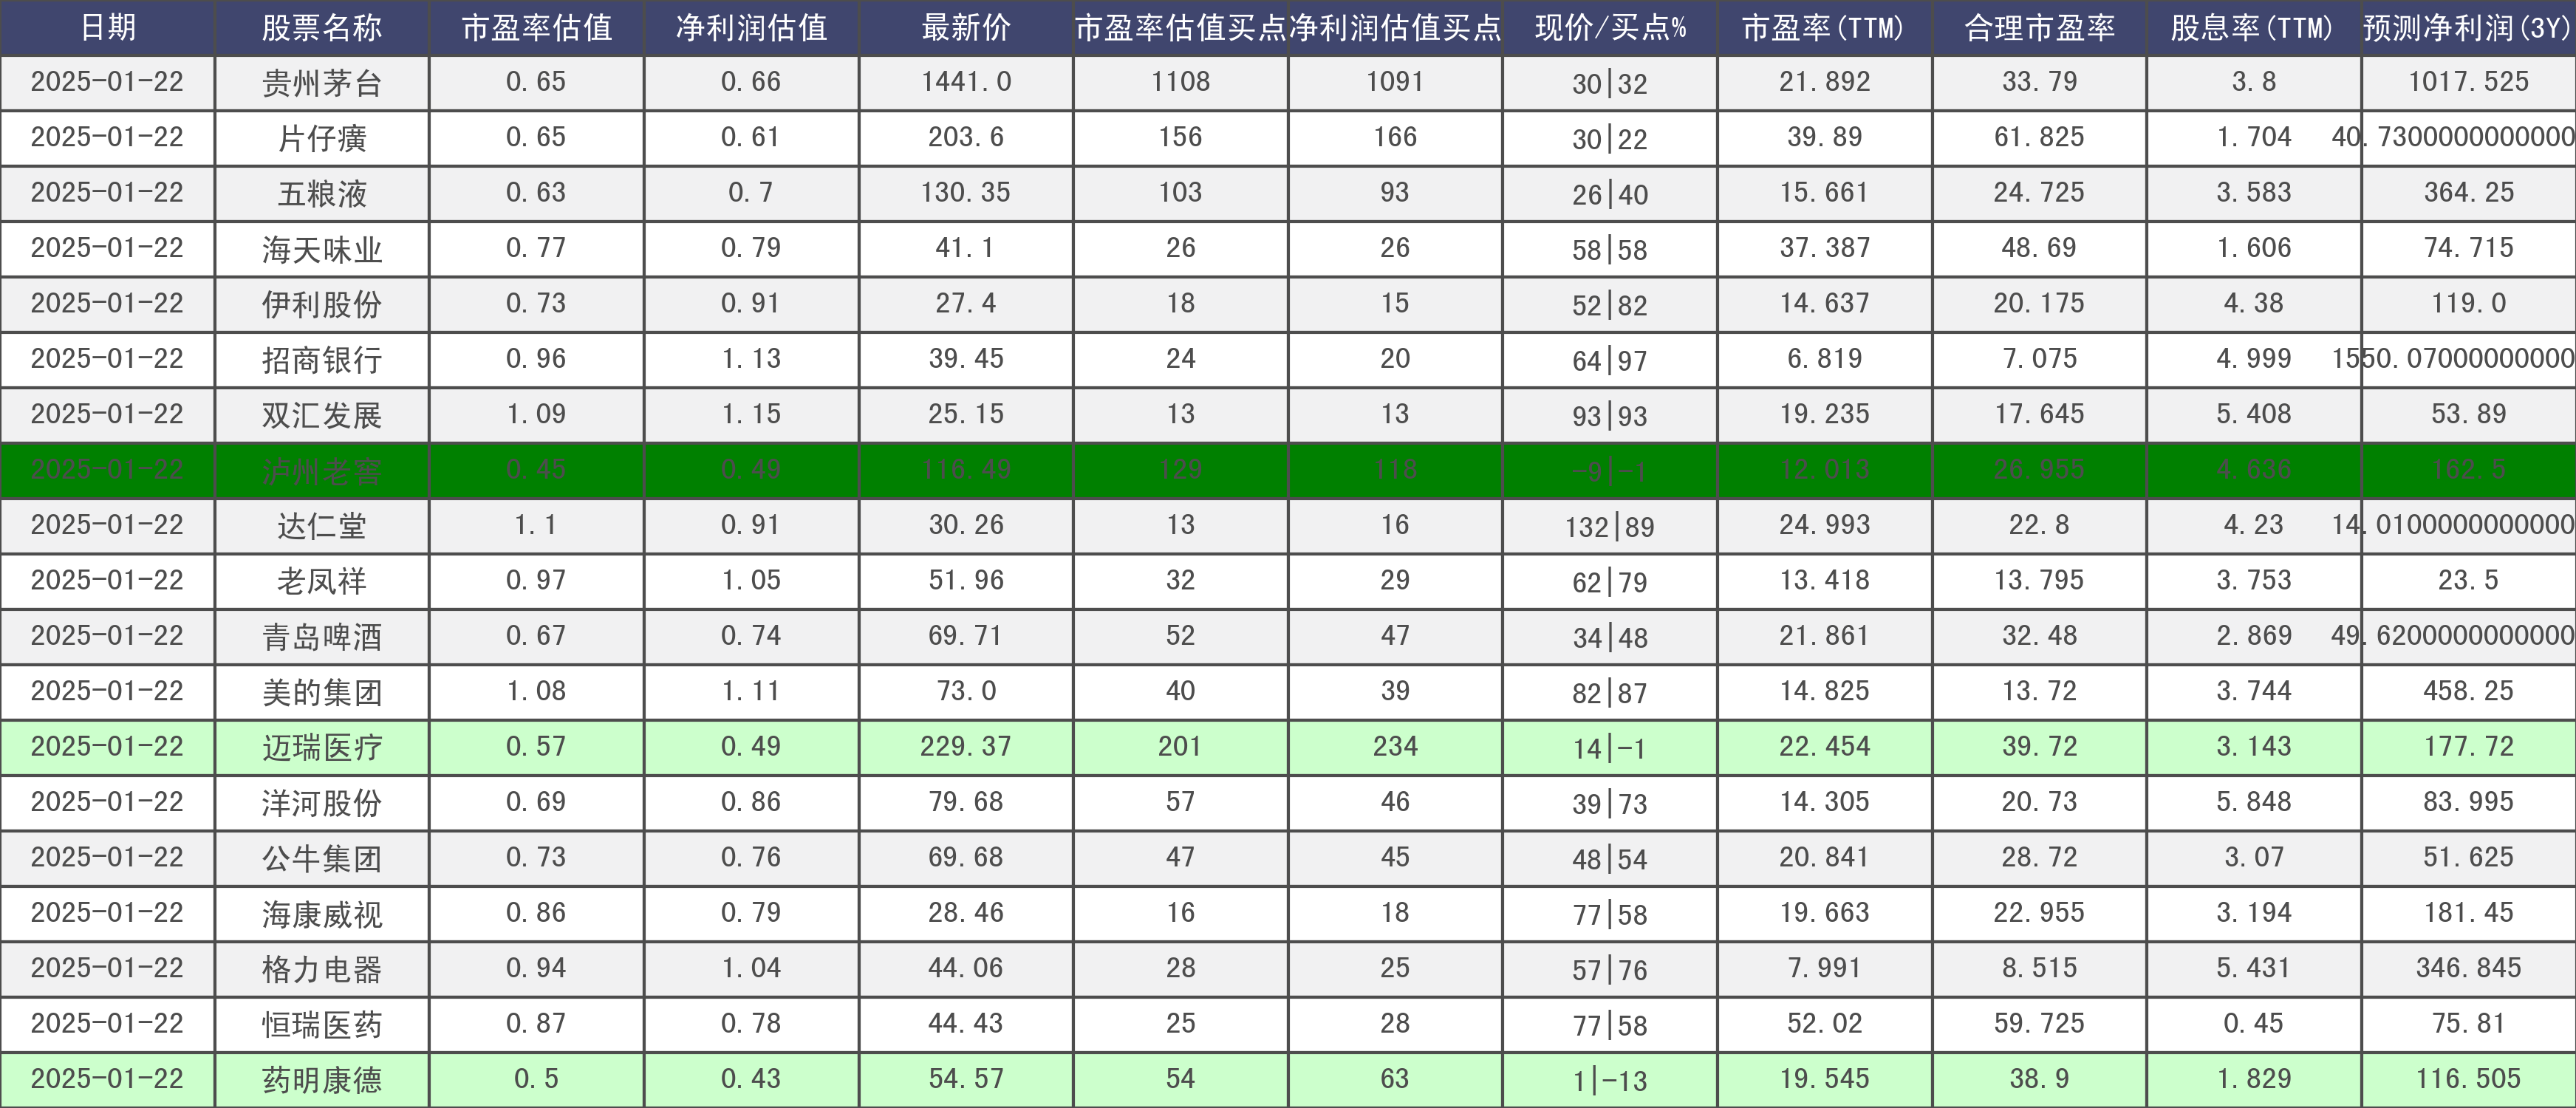 日期 股票名称 市盈率估值 净利润估值 最新价 市盈率估值买点 净利润估值买点 现价/买点% 市盈率(TTM) 合理市盈率 股息率(TTM) 预测净利润(3Y)
2025-01-22 贵州茅台 0.65 0.66 1441.0 1108 1091 30|32 21.892 33.79 3.8 1017.525
2025-01-22 片仔癀 0.65 0.61 203.6 156 166 30|22 39.89 61.825 1.704 40.7300000000000
2025-01-22 五粮液 0.63 0.7 130.35 103 93 26|40 15.661 24.725 3.583 364.25
2025-01-22 海天味业 0.77 0.79 41.1 26 26 58|58 37.387 48.69 1.606 74.715
2025-01-22 伊利股份 0.73 0.91 27.4 18 15 52|82 14.637 20.175 4.38 119.0
2025-01-22 招商银行 0.96 1.13 39.45 24 20 64|97 6.819 7.075 4.999 1550.07000000000
2025-01-22 双汇发展 1.09 1.15 25.15 13 13 93|93 19.235 17.645 5.408 53.89
2025-01-22 泸州老窖 0.45 0.49 116.49 129 118 -9|-1 12.013 26.955 4.636 162.5
2025-01-22 达仁堂 1.1 0.91 30.26 13 16 132|89 24.993 22.8 4.23 14.0100000000000
2025-01-22 老凤祥 0.97 1.05 51.96 32 29 62|79 13.418 13.795 3.753 23.5
2025-01-22 青岛啤酒 0.67 0.74 69.71 52 47 34|48 21.861 32.48 2.869 49.6200000000000
2025-01-22 美的集团 1.08 1.11 73.0 40 39 82|87 14.825 13.72 3.744 458.25
2025-01-22 迈瑞医疗 0.57 0.49 229.37 201 234 14|-1 22.454 39.72 3.143 177.72
2025-01-22 洋河股份 0.69 0.86 79.68 57 46 39|73 14.305 20.73 5.848 83.995
2025-01-22 公牛集团 0.73 0.76 69.68 47 45 48|54 20.841 28.72 3.07 51.625
2025-01-22 海康威视 0.86 0.79 28.46 16 18 77|58 19.663 22.955 3.194 181.45
2025-01-22 格力电器 0.94 1.04 44.06 28 25 57|76 7.991 8.515 5.431 346.845
2025-01-22 恒瑞医药 0.87 0.78 44.43 25 28 77|58 52.02 59.725 0.45 75.81
2025-01-22 药明康德 0.5 0.43 54.57 54 63 1|-13 19.545 38.9 1.829 116.505